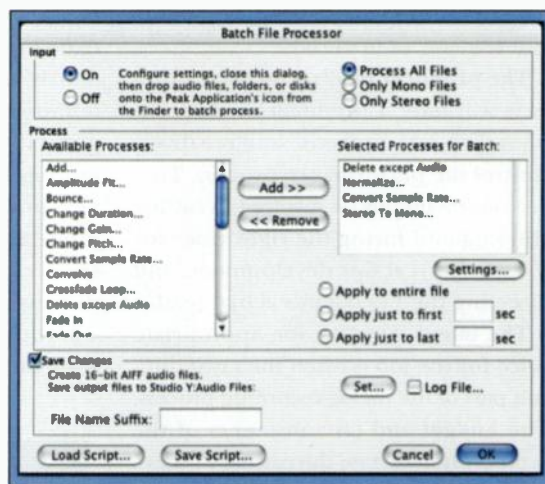 Batch File Processor
Input
On
Off
Configure settings, close this dialog,
then drop audio files, folders, or disks
onto the Peak Application's icon from
the Finder to batch process.
Process All Files
Only Mono Files
Only Stereo Files
Process
Available Processes:
Add...
Amplitude Fit...
Bounce...
Change Duration...
Change Gain...
Change Pitch...
Convert Sample Rate...
Convolve
Crossfade Loop...
Delete except Audio
Fade In
Fade Out
Add >>
<< Remove
Selected Processes for Batch:
Delete except Audio
Normalize...
Convert Sample Rate...
Stereo To Mono...
Settings...
Apply to entire file
Apply just to first sec
Apply just to last sec
Save Changes
Create 16-bit AIFF audio files.
Save output files to Studio Y:Audio Files:
Set...
Log File...
File Name Suffix:
Load Script...
Save Script...
Cancel
OK